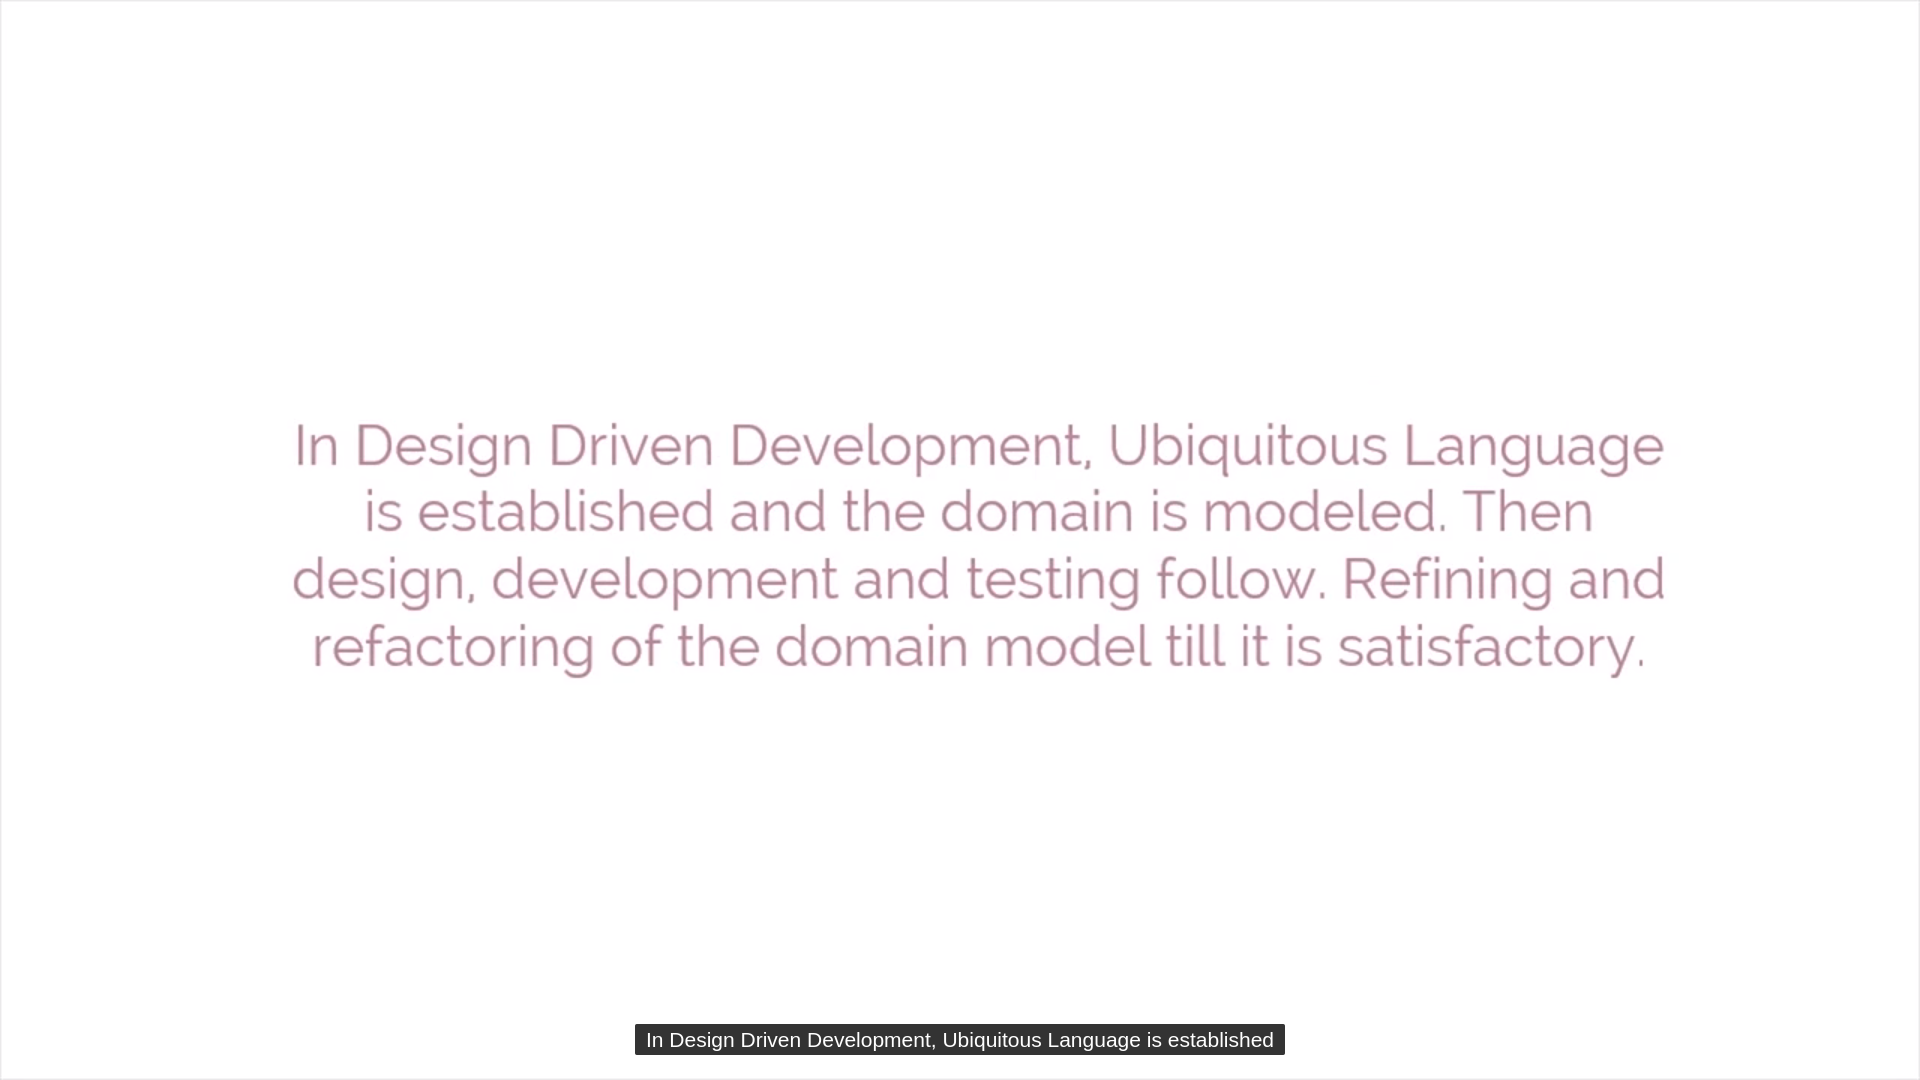 In Design Driven Development, Ubiquitous Language
is established and the domain is modeled. Then
design, development and testing follow. Refining and
refactoring of the domain model till it is satisfactory.
In Design Driven Development, Ubiquitous Language is established